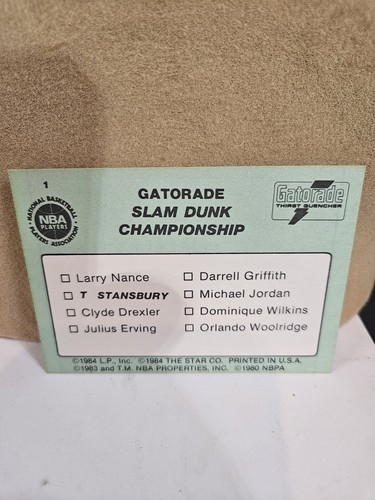 1
NATIONAL BASKETBALL
NBA
PLAYERS
PLAYERS ASSOCIATION
GATORADE
SLAM DUNK
CHAMPIONSHIP
Gatorade
THIRST QUENCHER
Larry Nance
T STANSBURY
Clyde Drexler
Julius Erving
Darrell Griffith
Michael Jordan
Dominique Wilkins
Orlando Woolridge
©1984 L.P., Inc. ©1984 THE STAR CO. PRINTED IN U.S.A.
©1983 and T.M. NBA PROPERTIES, INC. ©1980 NBPA